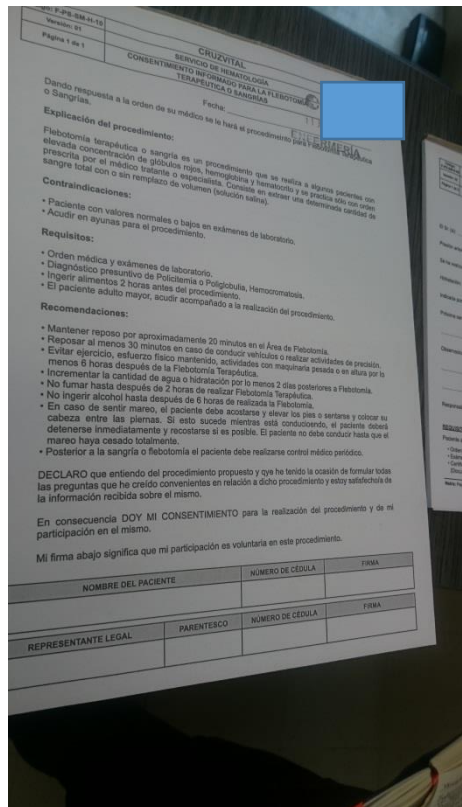 Código: F-PS-SM-H-10
Versión: 01
Página 1 de 1
CRUZVITAL
SERVICIO DE HEMATOLOGÍA
CONSENTIMIENTO INFORMADO PARA LA FLEBOTOMÍA
TERAPÉUTICA O SANGRÍAS
Fecha:
ENFERMERÍA
Dando respuesta a la orden de su médico se le hará el procedimiento para Flebotomía Terapéutica
o Sangrías.
Explicación del procedimiento:
Flebotomía terapéutica o sangría es un procedimiento que se realiza a algunos pacientes con
elevada concentración de glóbulos rojos, hemoglobina y hematocrito y se practica sólo con orden
prescrita por el médico tratante o especialista. Consiste en extraer una determinada cantidad de
sangre total con o sin remplazo de volumen (solución salina).
Contraindicaciones:
• Paciente con valores normales o bajos en exámenes de laboratorio.
• Acudir en ayunas para el procedimiento.
Requisitos:
• Orden médica y exámenes de laboratorio.
• Diagnóstico presuntivo de Policitemia o Poliglobulia, Hemocromatosis.
• Ingerir alimentos 2 horas antes del procedimiento.
• El paciente adulto mayor, acudir acompañado a la realización del procedimiento.
Recomendaciones:
• Mantener reposo por aproximadamente 20 minutos en el Área de Flebotomía.
• Reposar al menos 30 minutos en caso de conducir vehículos o realizar actividades de precisión.
• Evitar ejercicio, esfuerzo físico mantenido, actividades con maquinaria pesada o en altura por lo
menos 6 horas después de la Flebotomía Terapéutica.
• Incrementar la cantidad de agua o hidratación por lo menos 2 días posteriores a Flebotomía.
• No fumar hasta después de 2 horas de realizar Flebotomía Terapéutica.
• No ingerir alcohol hasta después de 6 horas de realizada la Flebotomía.
• En caso de sentir mareo, el paciente debe acostarse y elevar los pies o sentarse y colocar su
cabeza entre las piernas. Si esto sucede mientras está conduciendo, el paciente deberá
detenerse inmediatamente y recostarse si es posible. El paciente no debe conducir hasta que el
mareo haya cesado totalmente.
• Posterior a la sangría o flebotomía el paciente debe realizarse control médico periódico.
DECLARO que entiendo del procedimiento propuesto y qye he tenido la ocasión de formular todas
las preguntas que he creído convenientes en relación a dicho procedimiento y estoy satisfecho/a de
la información recibida sobre el mismo.
En consecuencia DOY MI CONSENTIMIENTO para la realización del procedimiento y de mi
participación en el mismo.
Mi firma abajo significa que mi participación es voluntaria en este procedimiento.
NOMBRE DEL PACIENTE NÚMERO DE CÉDULA FIRMA
REPRESENTANTE LEGAL PARENTESCO NÚMERO DE CÉDULA FIRMA